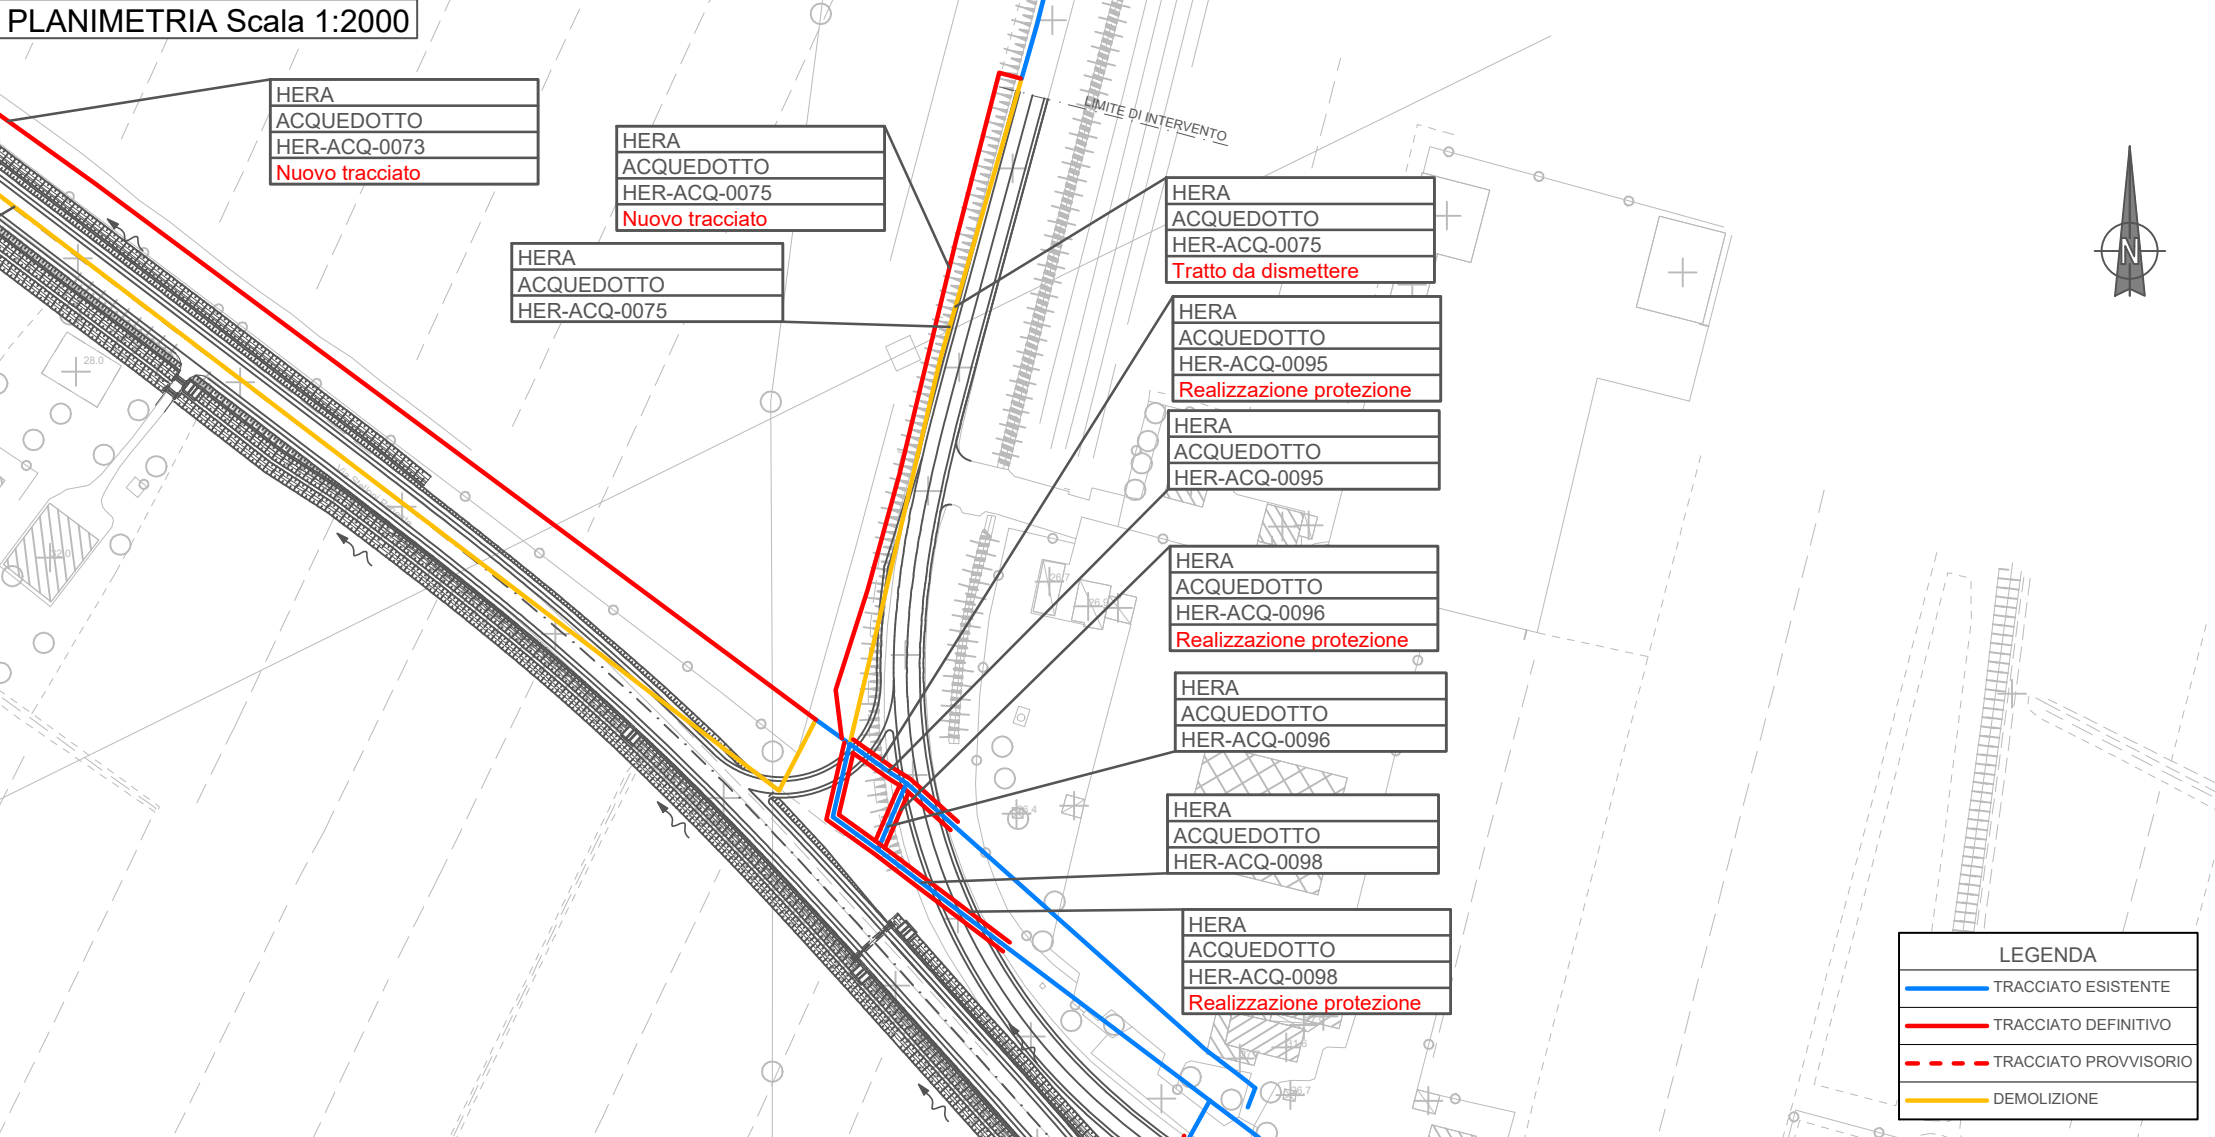 PLANIMETRIA Scala 1:2000
HERA
ACQUEDOTTO
HER-ACQ-0073
Nuovo tracciato
HERA
ACQUEDOTTO
HER-ACQ-0075
Nuovo tracciato
HERA
ACQUEDOTTO
HER-ACQ-0075
LIMITE DI INTERVENTO
HERA
ACQUEDOTTO
HER-ACQ-0075
Tratto da dismettere
HERA
ACQUEDOTTO
HER-ACQ-0095
Realizzazione protezione
HERA
ACQUEDOTTO
HER-ACQ-0095
HERA
ACQUEDOTTO
HER-ACQ-0096
Realizzazione protezione
HERA
ACQUEDOTTO
HER-ACQ-0096
HERA
ACQUEDOTTO
HER-ACQ-0098
HERA
ACQUEDOTTO
HER-ACQ-0098
Realizzazione protezione
N
28.0
LEGENDA
TRACCIATO ESISTENTE
TRACCIATO DEFINITIVO
TRACCIATO PROVVISORIO
DEMOLIZIONE